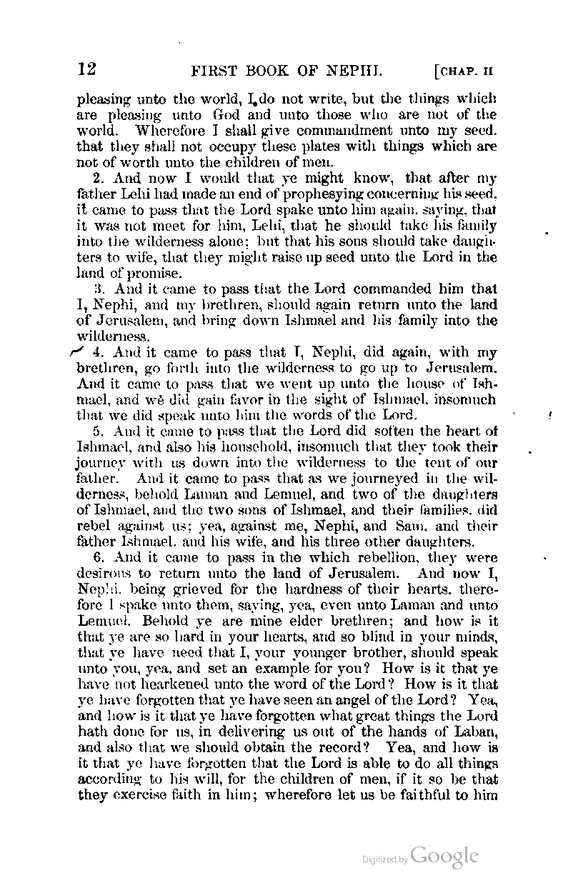 12 FIRST BOOK OF NEPHI. [CHAP. II
pleasing unto the world, I do not write, but the things which
are pleasing unto God and unto those who are not of the
world. Wherefore I shall give commandment unto my seed.
that they shall not occupy these plates with things which are
not of worth unto the children of men.
2. And now I would that ye might know, that after my
father Lehi had made an end of prophesying concerning his seed,
it came to pass that the Lord spake unto him again, saying, that
it was not meet for him, Lehi, that he should take his family
into the wilderness alone; but that his sons should take daugh-
ters to wife, that they might raise up seed unto the Lord in the
land of promise.
3. And it came to pass that the Lord commanded him that
I, Nephi, and my brethren, should again return unto the land
of Jerusalem, and bring down Ishmael and his family into the
wilderness.
4. And it came to pass that I, Nephi, did again, with my
brethren, go forth into the wilderness to go up to Jerusalem.
And it came to pass that we went up unto the house of Ish-
mael, and we did gain favor in the sight of Ishmael, insomuch
that we did speak unto him the words of the Lord.
5. And it came to pass that the Lord did soften the heart of
Ishmael, and also his household, insomuch that they took their
journey with us down into the wilderness to the tent of our
father. And it came to pass that as we journeyed in the wil-
derness, behold Laman and Lemuel, and two of the daughters
of Ishmael, and the two sons of Ishmael, and their families, did
rebel against us; yea, against me, Nephi, and Sam, and their
father Ishmael, and his wife, and his three other daughters.
6. And it came to pass in the which rebellion, they were
desirous to return unto the land of Jerusalem. And now I,
Nephi, being grieved for the hardness of their hearts, there-
fore I spake unto them, saying, yea, even unto Laman and unto
Lemuel. Behold ye are mine elder brethren; and how is it
that ye are so hard in your hearts, and so blind in your minds,
that ye have need that I, your younger brother, should speak
unto you, yea, and set an example for you? How is it that ye
have not hearkened unto the word of the Lord? How is it that
ye have forgotten that ye have seen an angel of the Lord? Yea,
and how is it that ye have forgotten what great things the Lord
hath done for us, in delivering us out of the hands of Laban,
and also that we should obtain the record? Yea, and how is
it that ye have forgotten that the Lord is able to do all things
according to his will, for the children of men, if it so be that
they exercise faith in him; wherefore let us be faithful to him
Digitized by Google